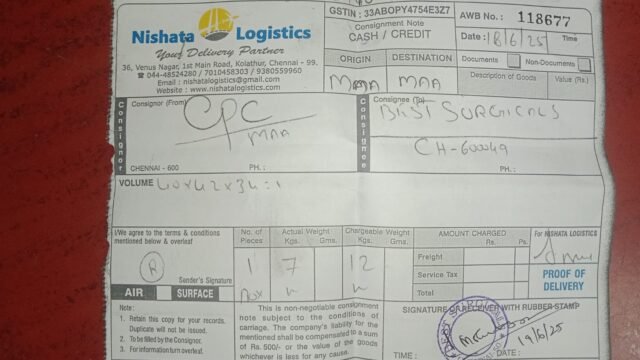 Nishata Logistics
Your Delivery Partner
36, Venus Nagar, 1st Main Road, Kolathur, Chennai - 99.
☎ 044-48524280 / 7010458303 / 9380559960
Email : nishatalogistics@gmail.com
Website : www.nishatalogistics.com
GSTIN : 33ABOPY4754E3Z7
Consignment Note
CASH / CREDIT
AWB No. : 118677
Date : 18/6/25 Time
ORIGIN DESTINATION
MAA MAA
Documents Non-Documents
Description of Goods Value (Rs.)
Consignor
Consignor (From)
CPC
MAA
CHENNAI - 600 PH. :
Consignee
Consignee (To)
BEST SURGICALS
CH-600049
PH. :
VOLUME 40x42x34=1
I/We agree to the terms & conditions
mentioned below & overleaf
Sender's Signature
AIR SURFACE
No. of Pieces
1
Box
Actual Weight
Kgs. Gms.
7
Chargeable Weight
Kgs. Gms.
12
AMOUNT CHARGED
Rs. Ps.
Freight
Service Tax
Total
For NISHATA LOGISTICS
PROOF OF
DELIVERY
Note :
1. Retain this copy for your records.
Duplicate will not be issued.
2. To be filled by the Consignor.
3. For information turn overleaf.
This is non-negotiable consignment
note subject to the conditions of
carriage. The company's liability for
the mentioned shall be compensated to a sum
of Rs. 500/- or the value of the goods
whichever is less for any cause.
SIGNATURE OF RECEIVER WITH RUBBER STAMP
19/6/25
TIME : DATE :